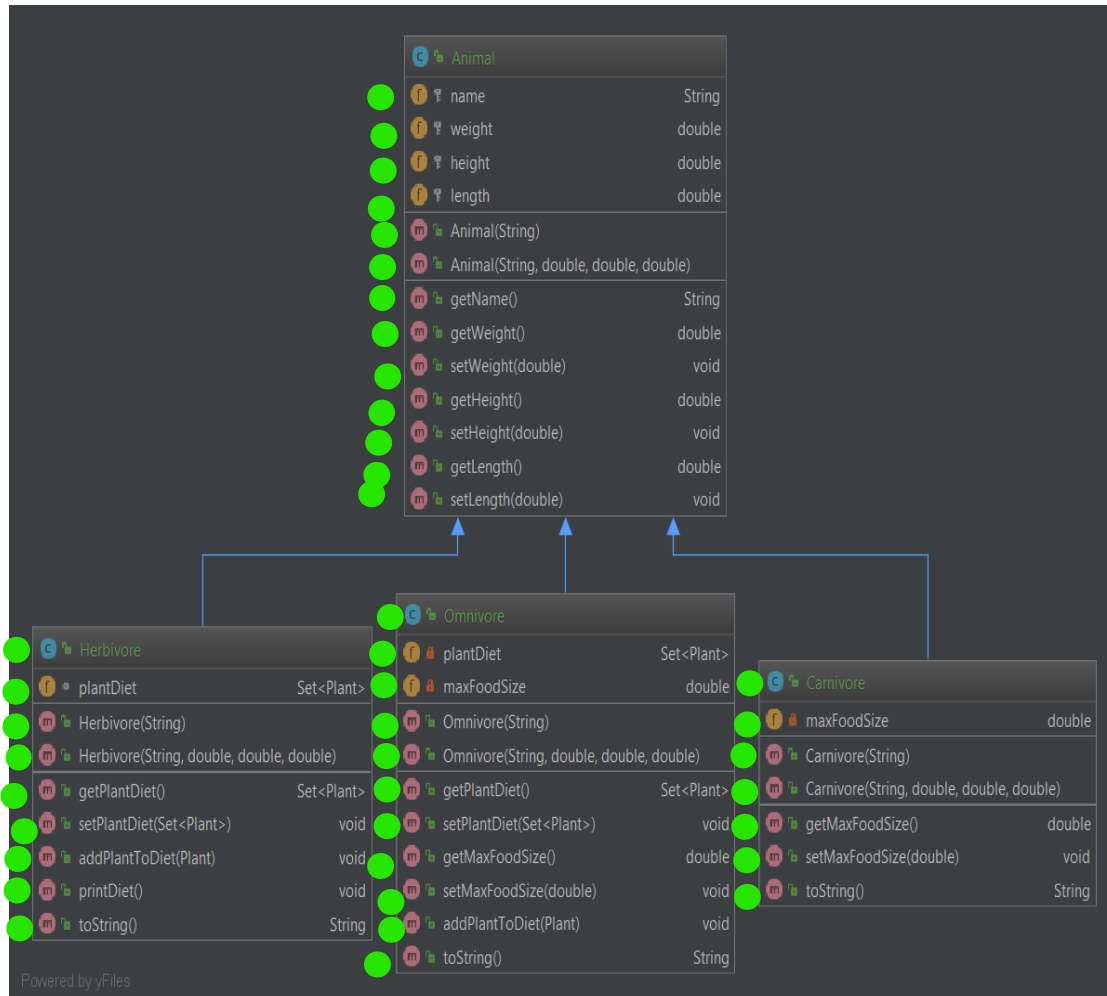 Animal
name String
weight double
height double
length double
Animal(String)
Animal(String, double, double, double)
getName() String
getWeight() double
setWeight(double) void
getHeight() double
setHeight(double) void
getLength() double
setLength(double) void
Herbivore
plantDiet Set<Plant>
Herbivore(String)
Herbivore(String, double, double, double)
getPlantDiet() Set<Plant>
setPlantDiet(Set<Plant>) void
addPlantToDiet(Plant) void
printDiet() void
toString() String
Omnivore
plantDiet Set<Plant>
maxFoodSize double
Omnivore(String)
Omnivore(String, double, double, double)
getPlantDiet() Set<Plant>
setPlantDiet(Set<Plant>) void
getMaxFoodSize() double
setMaxFoodSize(double) void
addPlantToDiet(Plant) void
toString() String
Carnivore
maxFoodSize double
Carnivore(String)
Carnivore(String, double, double, double)
getMaxFoodSize() double
setMaxFoodSize(double) void
toString() String
Powered by yFiles